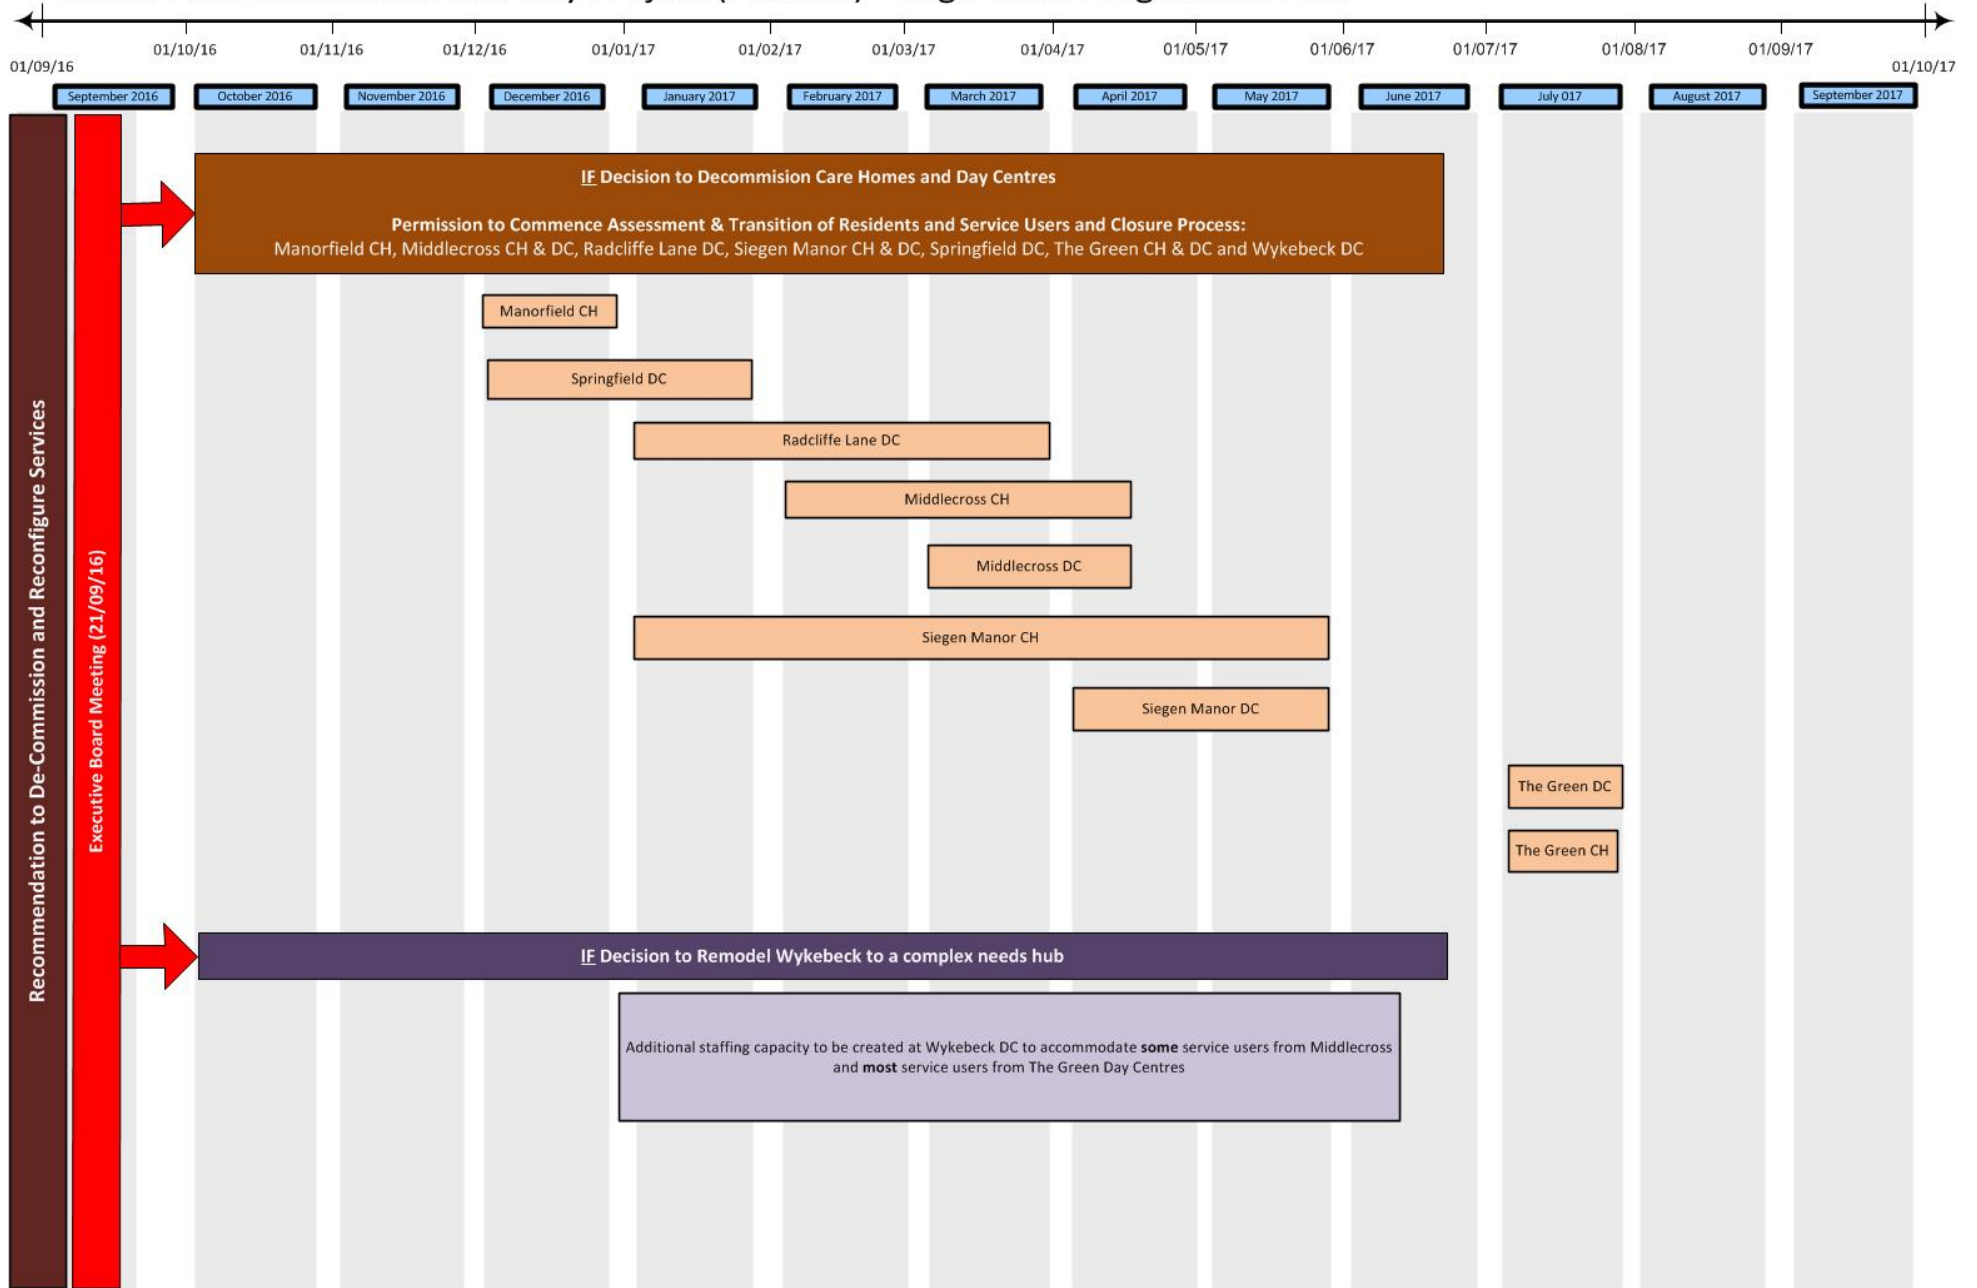 01/10/16 01/11/16 01/12/16 01/01/17 01/02/17 01/03/17 01/04/17 01/05/17 01/06/17 01/07/17 01/08/17 01/09/17
01/09/16 01/10/17
September 2016 October 2016 November 2016 December 2016 January 2017 February 2017 March 2017 April 2017 May 2017 June 2017 July 017 August 2017 September 2017
Recommendation to De-Commission and Reconfigure Services
Executive Board Meeting (21/09/16)
IF Decision to Decommision Care Homes and Day Centres
Permission to Commence Assessment & Transition of Residents and Service Users and Closure Process:
Manorfield CH, Middlecross CH & DC, Radcliffe Lane DC, Siegen Manor CH & DC, Springfield DC, The Green CH & DC and Wykebeck DC
Manorfield CH
Springfield DC
Radcliffe Lane DC
Middlecross CH
Middlecross DC
Siegen Manor CH
Siegen Manor DC
The Green DC
The Green CH
IF Decision to Remodel Wykebeck to a complex needs hub
Additional staffing capacity to be created at Wykebeck DC to accommodate some service users from Middlecross
and most service users from The Green Day Centres